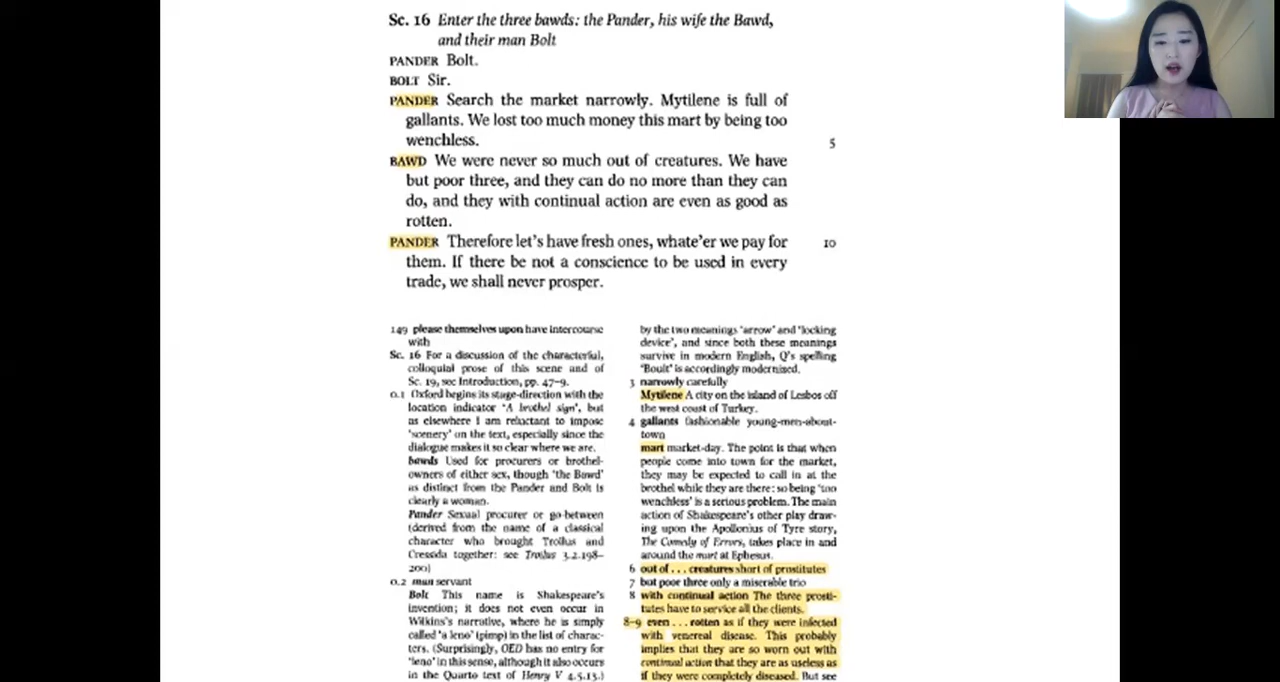 Sc. 16 Enter the three bawds: the Pander, his wife the Bawd,
and their man Bolt
PANDER Bolt.
BOLT Sir.
PANDER Search the market narrowly. Mytilene is full of
gallants. We lost too much money this mart by being too
wenchless. 5
BAWD We were never so much out of creatures. We have
but poor three, and they can do no more than they can
do, and they with continual action are even as good as
rotten.
PANDER Therefore let's have fresh ones, whate'er we pay for 10
them. If there be not a conscience to be used in every
trade, we shall never prosper.
149 please themselves upon have intercourse
with
Sc. 16 For a discussion of the characterful,
colloquial prose of this scene and of
Sc. 19, see Introduction, pp. 47–9.
0.1 Oxford begins its stage-direction with the
location indicator 'A brothel sign', but
as elsewhere I am reluctant to impose
'scenery' on the text, especially since the
dialogue makes it so clear where we are.
bawds Used for procurers or brothel-
owners of either sex, though 'the Bawd'
as distinct from the Pander and Bolt is
clearly a woman.
Pander Sexual procurer or go-between
(derived from the name of a classical
character who brought Troilus and
Cressida together: see Troilus 3.2.198–
200)
0.2 man servant
Bolt This name is Shakespeare's
invention; it does not even occur in
Wilkins's narrative, where he is simply
called 'a leno' (pimp) in the list of charac-
ters. (Surprisingly, OED has no entry for
'leno' in this sense, although it also occurs
in the Quarto text of Henry V 4.5.13.)
by the two meanings 'arrow' and 'locking
device', and since both these meanings
survive in modern English, Q's spelling
'Boult' is accordingly modernized.
3 narrowly carefully
Mytilene A city on the island of Lesbos off
the west coast of Turkey.
4 gallants fashionable young-men-about-
town
mart market-day. The point is that when
people come into town for the market,
they may be expected to call in at the
brothel while they are there: so being 'too
wenchless' is a serious problem. The main
action of Shakespeare's other play draw-
ing upon the Apollonius of Tyre story,
The Comedy of Errors, takes place in and
around the mart at Ephesus.
6 out of . . . creatures short of prostitutes
7 but poor three only a miserable trio
8 with continual action The three prosti-
tutes have to service all the clients.
8–9 even . . . rotten as if they were infected
with venereal disease. This probably
implies that they are so worn out with
continual action that they are as useless as
if they were completely diseased. But see